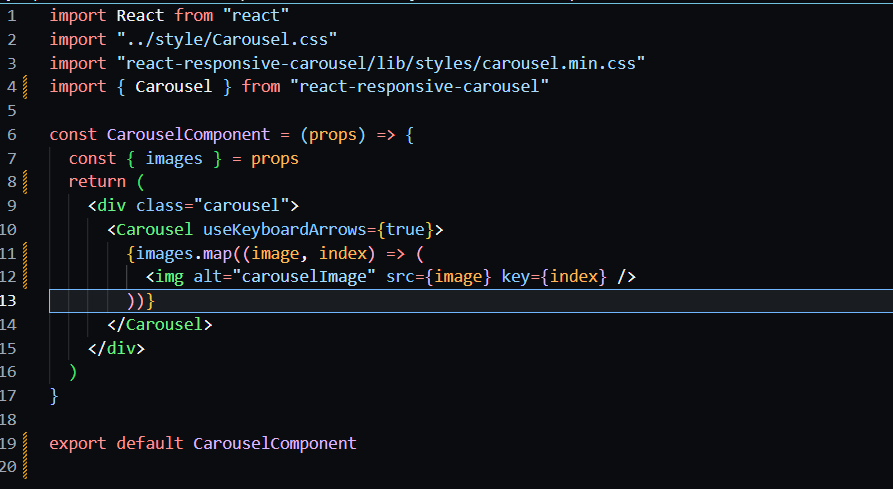 1 import React from "react"
2 import "../style/Carousel.css"
3 import "react-responsive-carousel/lib/styles/carousel.min.css"
4 import { Carousel } from "react-responsive-carousel"
5
6 const CarouselComponent = (props) => {
7   const { images } = props
8   return (
9     <div class="carousel">
10       <Carousel useKeyboardArrows={true}>
11         {images.map((image, index) => (
12           <img alt="carouselImage" src={image} key={index} />
13         ))}
14       </Carousel>
15     </div>
16   )
17 }
18
19 export default CarouselComponent
20